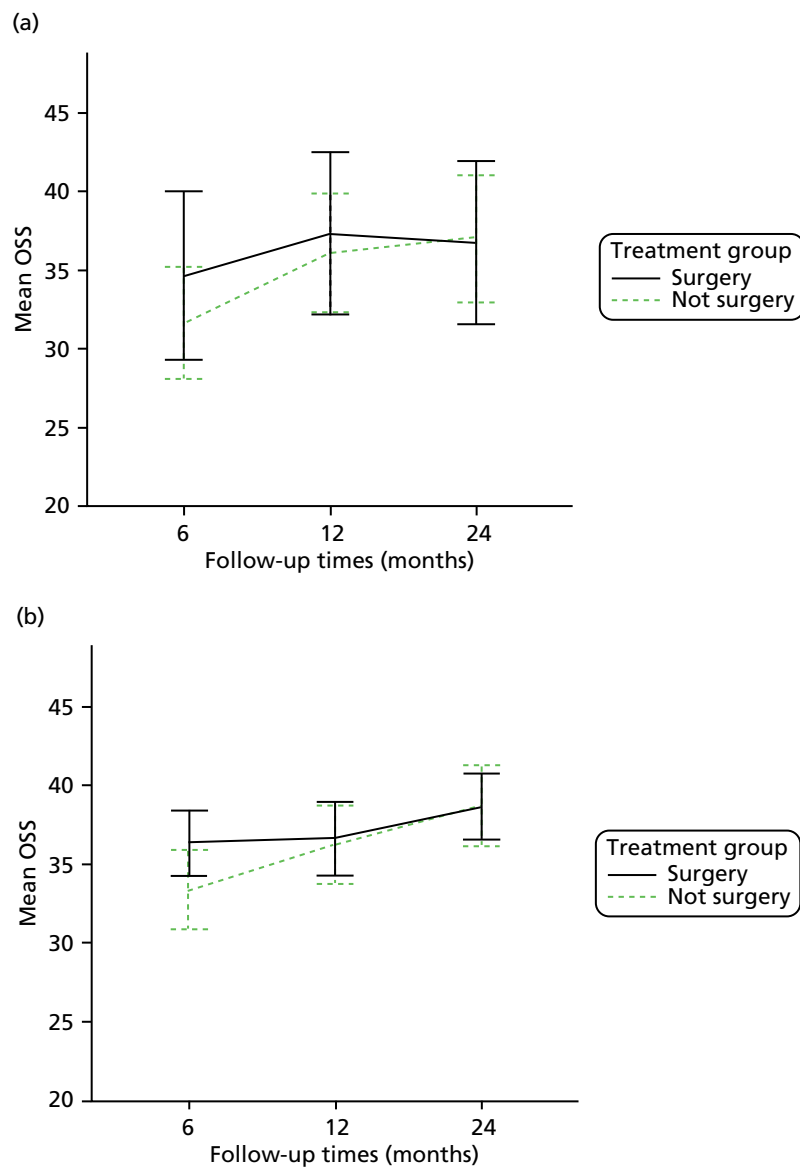 (a)
45
40
35
30
25
20
Mean OSS
6 12 24
Follow-up times (months)
Treatment group
Surgery
Not surgery
(b)
45
40
35
30
25
20
Mean OSS
6 12 24
Follow-up times (months)
Treatment group
Surgery
Not surgery